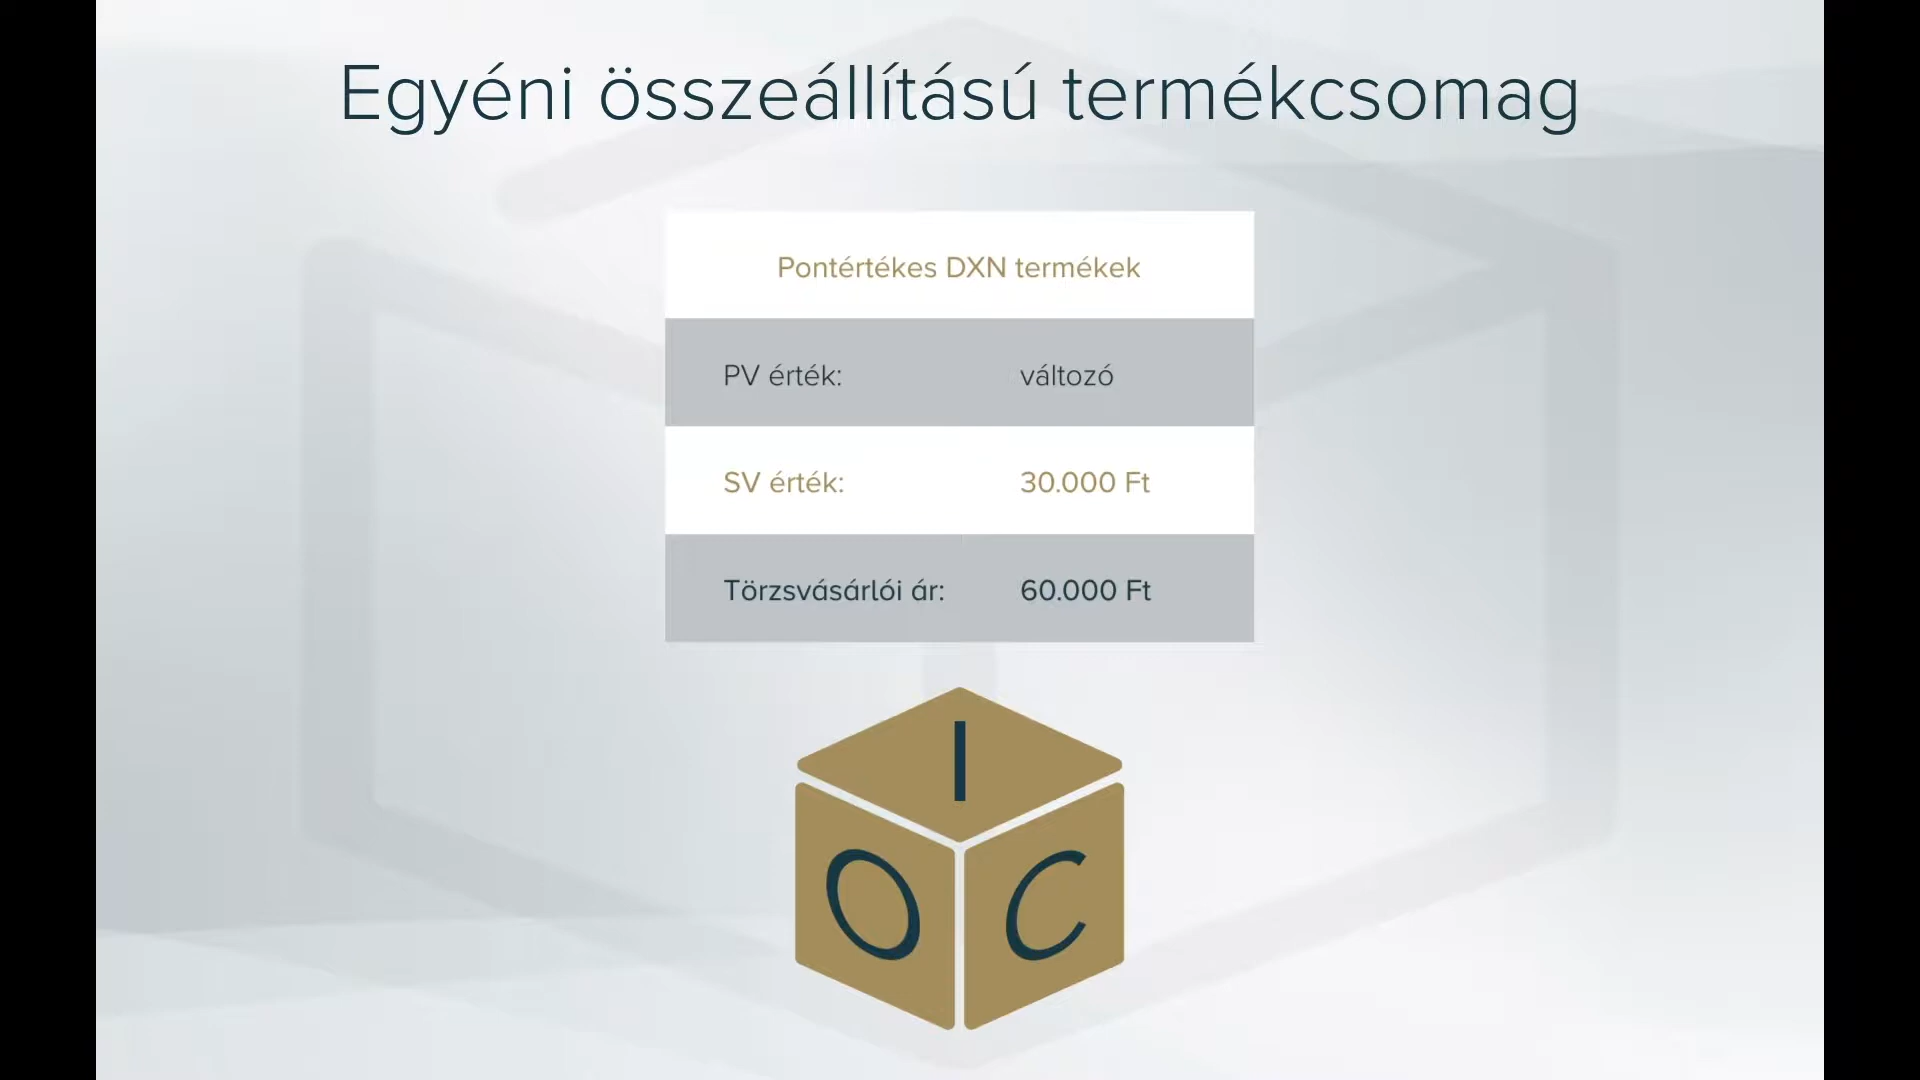 Egyéni összeállítású termékcsomag
Pontértékes DXN termékek
PV érték: változó
SV érték: 30.000 Ft
Törzsvásárlói ár: 60.000 Ft
I
O C